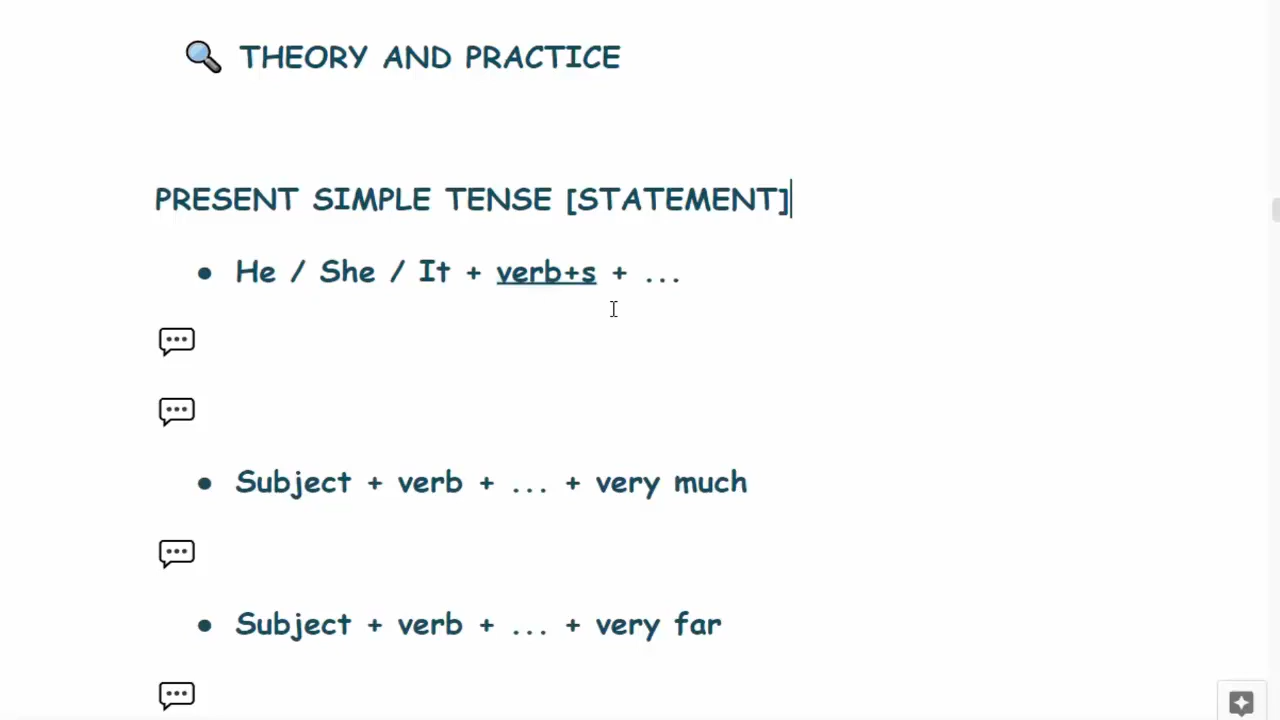 THEORY AND PRACTICE
PRESENT SIMPLE TENSE [STATEMENT]
● He / She / It + verb+s + ...
● Subject + verb + ... + very much
● Subject + verb + ... + very far